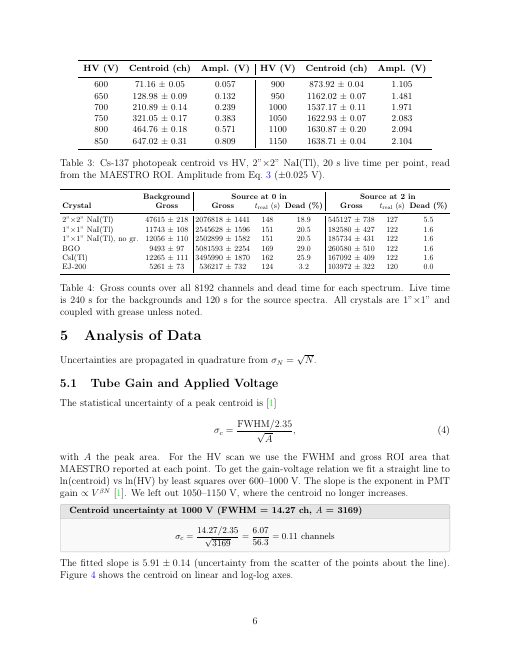 HV (V) Centroid (ch) Ampl. (V) HV (V) Centroid (ch) Ampl. (V)
600 71.16 ± 0.05 0.057 900 873.92 ± 0.04 1.105
650 128.98 ± 0.09 0.132 950 1162.02 ± 0.07 1.481
700 210.89 ± 0.14 0.239 1000 1537.17 ± 0.11 1.971
750 321.05 ± 0.17 0.383 1050 1622.93 ± 0.07 2.083
800 464.76 ± 0.18 0.571 1100 1630.87 ± 0.20 2.094
850 647.02 ± 0.31 0.809 1150 1638.71 ± 0.04 2.104
Table 3: Cs-137 photopeak centroid vs HV, 2"×2" NaI(Tl), 20 s live time per point, read
from the MAESTRO ROI. Amplitude from Eq. 3 (±0.025 V).
Background Source at 0 in Source at 2 in
Crystal Gross Gross t_real (s) Dead (%) Gross t_real (s) Dead (%)
2"×2" NaI(Tl) 47615 ± 218 2076818 ± 1441 148 18.9 545127 ± 738 127 5.5
1"×1" NaI(Tl) 11743 ± 108 2545628 ± 1596 151 20.5 182580 ± 427 122 1.6
1"×1" NaI(Tl), no gr. 12056 ± 110 2502899 ± 1582 151 20.5 185734 ± 431 122 1.6
BGO 9493 ± 97 5081593 ± 2254 169 29.0 260580 ± 510 122 1.6
CsI(Tl) 12265 ± 111 3495990 ± 1870 162 25.9 167092 ± 409 122 1.6
EJ-200 5261 ± 73 536217 ± 732 124 3.2 103972 ± 322 120 0.0
Table 4: Gross counts over all 8192 channels and dead time for each spectrum. Live time
is 240 s for the backgrounds and 120 s for the source spectra. All crystals are 1"×1" and
coupled with grease unless noted.
5 Analysis of Data
Uncertainties are propagated in quadrature from σ_N = √N.
5.1 Tube Gain and Applied Voltage
The statistical uncertainty of a peak centroid is [1]
σ_c = FWHM/2.35 / √A, (4)
with A the peak area. For the HV scan we use the FWHM and gross ROI area that
MAESTRO reported at each point. To get the gain-voltage relation we fit a straight line to
ln(centroid) vs ln(HV) by least squares over 600–1000 V. The slope is the exponent in PMT
gain ∝ V^{βN} [1]. We left out 1050–1150 V, where the centroid no longer increases.
Centroid uncertainty at 1000 V (FWHM = 14.27 ch, A = 3169)
σ_c = 14.27/2.35 / √3169 = 6.07 / 56.3 = 0.11 channels
The fitted slope is 5.91 ± 0.14 (uncertainty from the scatter of the points about the line).
Figure 4 shows the centroid on linear and log-log axes.
6